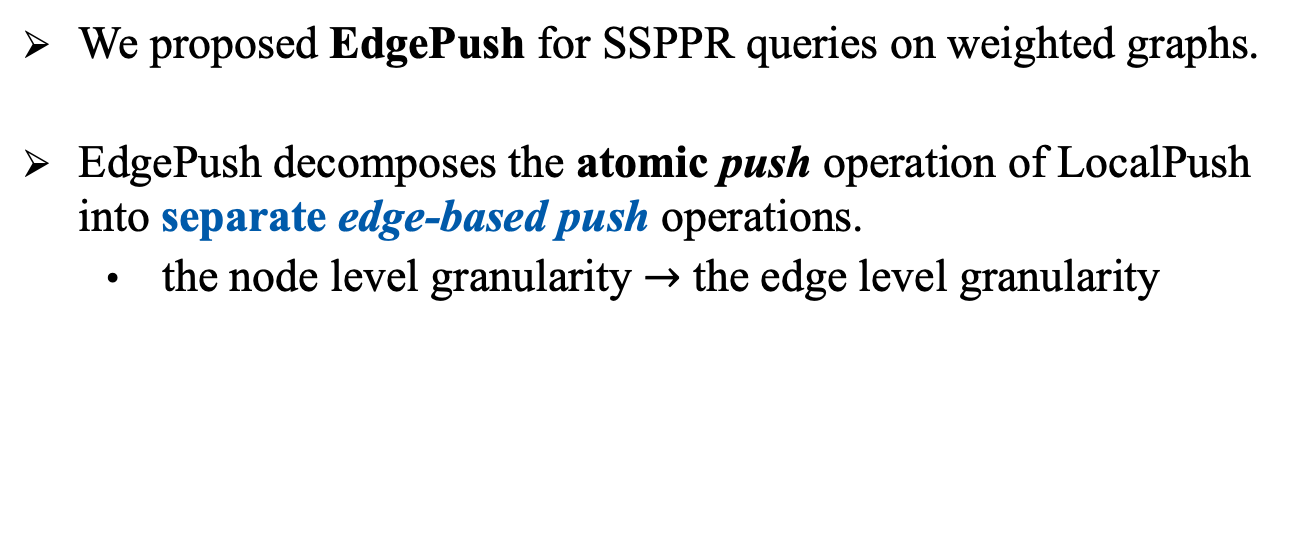 ➢ We proposed EdgePush for SSPPR queries on weighted graphs.
➢ EdgePush decomposes the atomic push operation of LocalPush
into separate edge-based push operations.
• the node level granularity → the edge level granularity